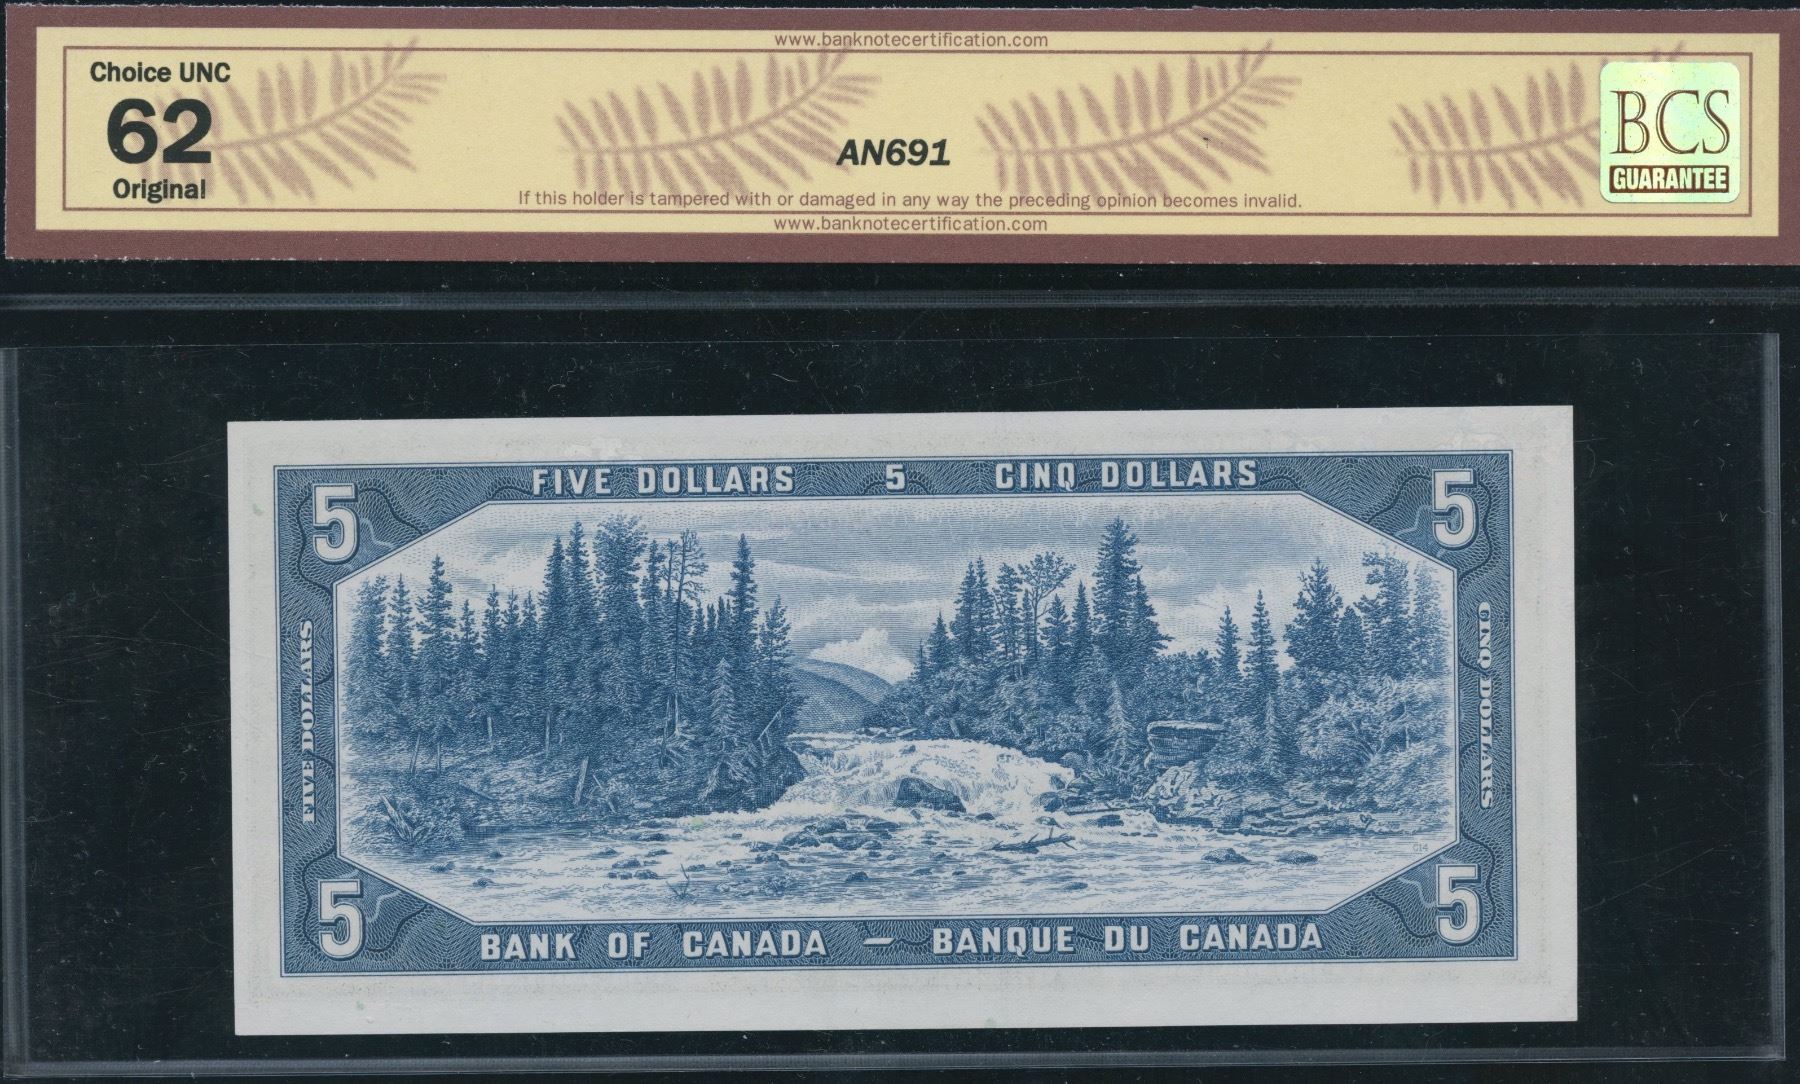 www.banknotecertification.com
Choice UNC
62
Original
AN691
BCS
GUARANTEE
If this holder is tampered with or damaged in any way the preceding opinion becomes invalid.
www.banknotecertification.com
FIVE DOLLARS 5 CINQ DOLLARS
5
5
FIVE DOLLARS
CINQ DOLLARS
G14
5
5
BANK OF CANADA — BANQUE DU CANADA